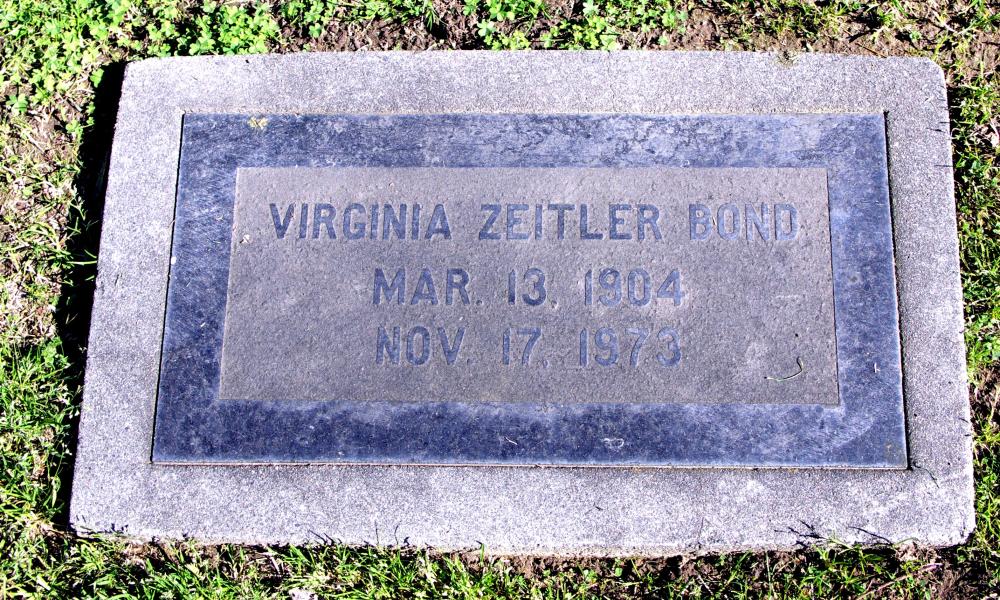 VIRGINIA ZEITLER BOND
MAR. 13, 1904
NOV. 17, 1973